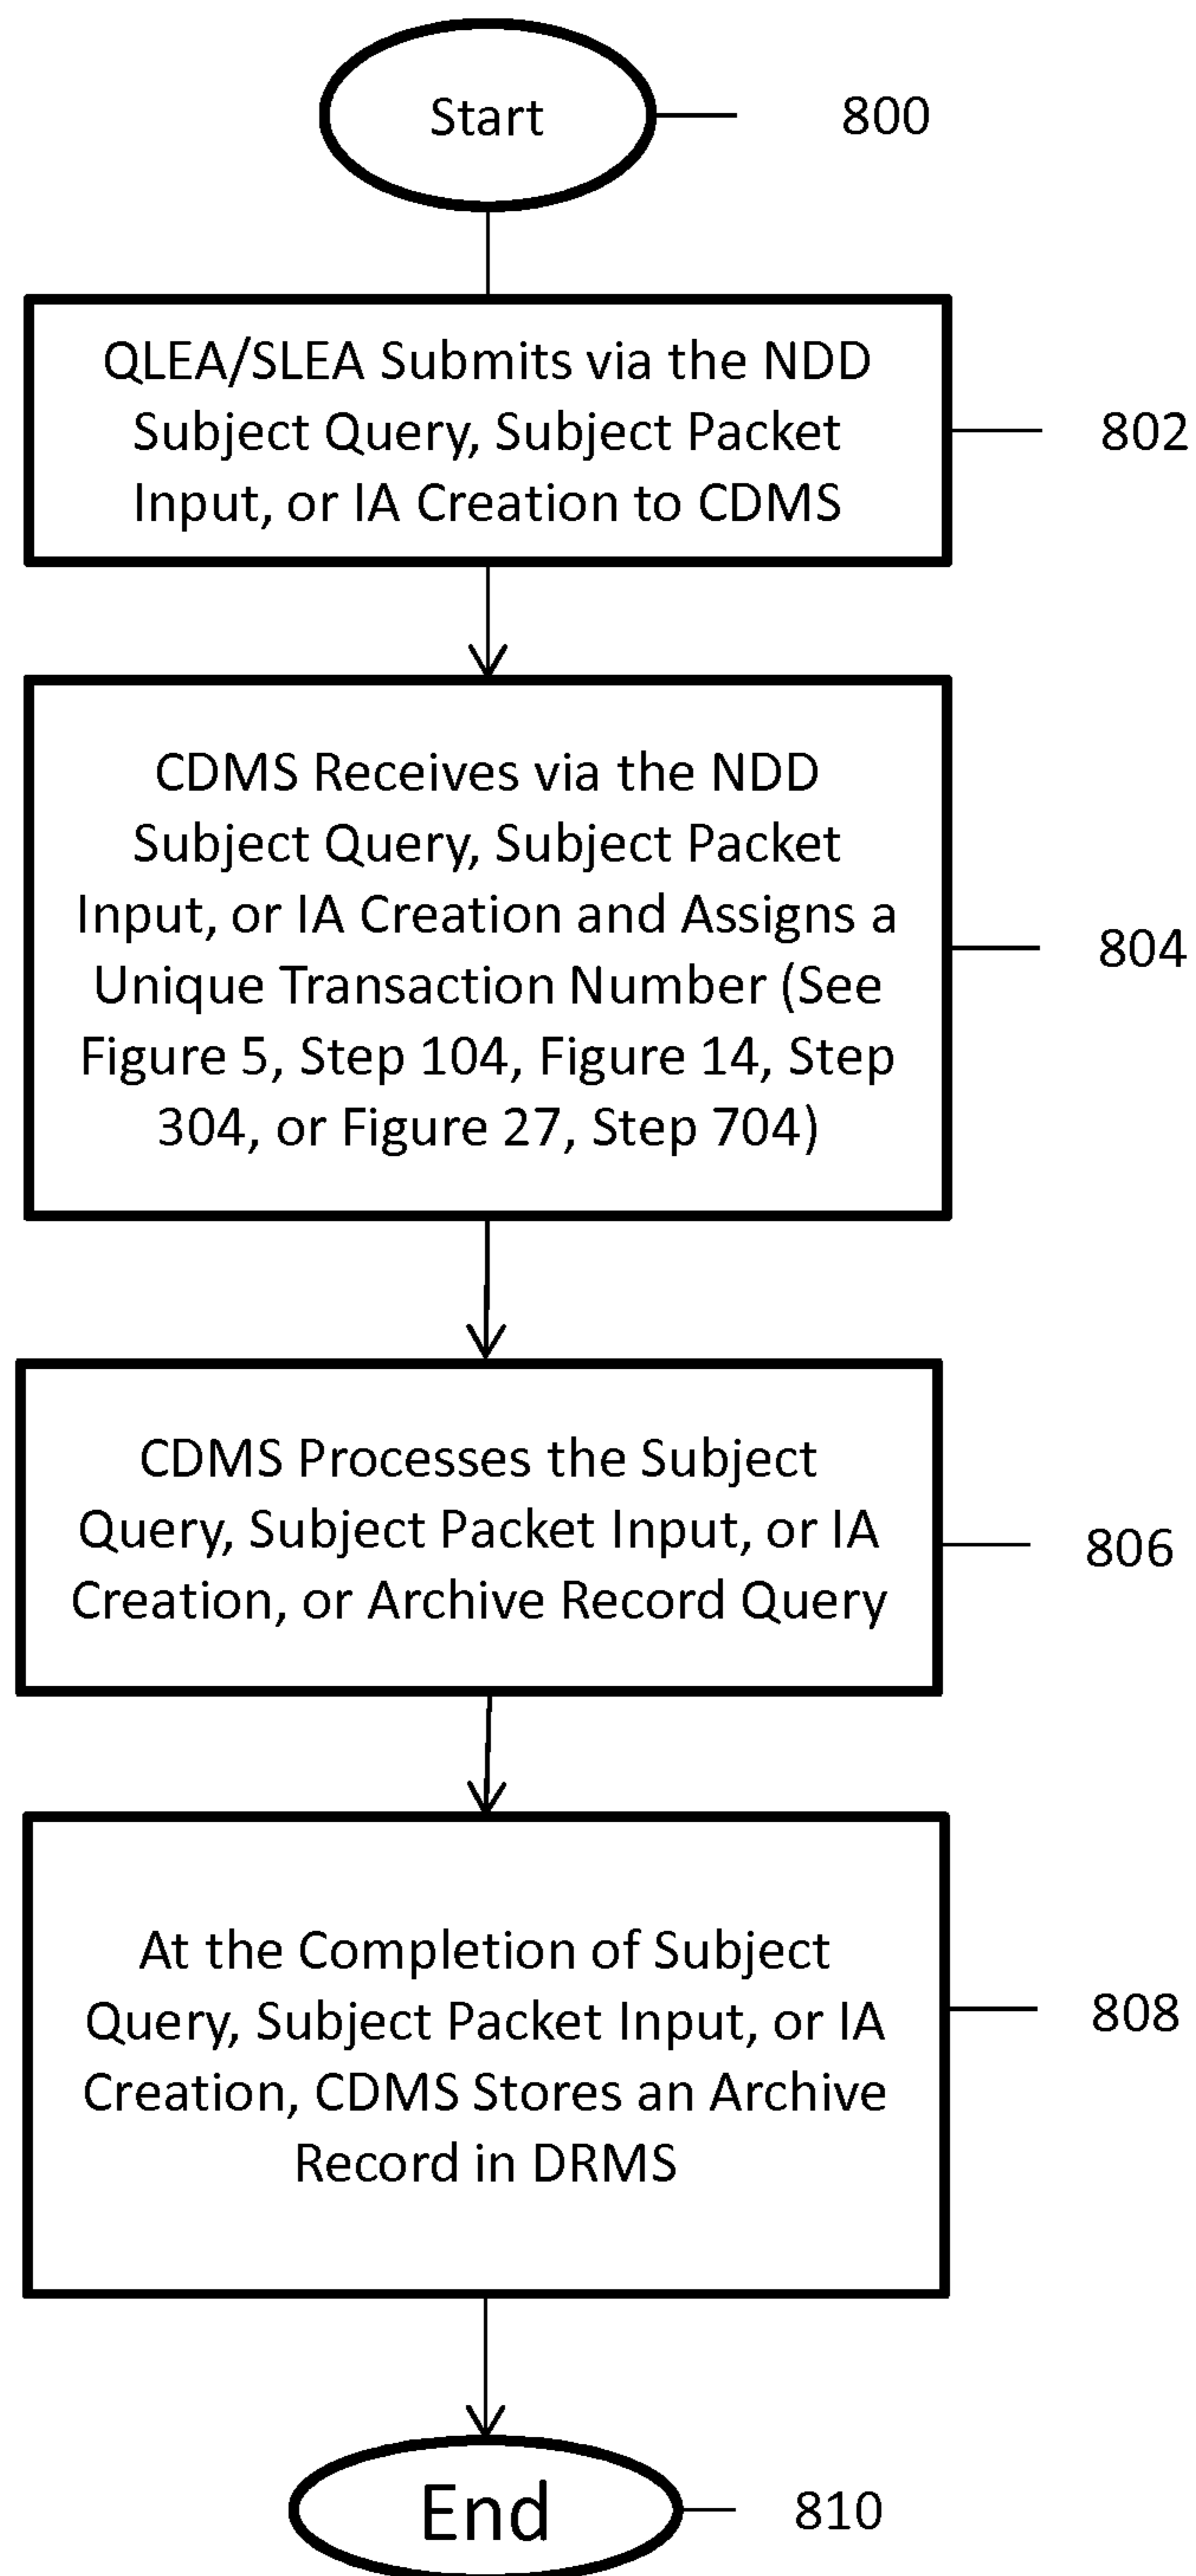 Start
800
QLEA/SLEA Submits via the NDD
Subject Query, Subject Packet
Input, or IA Creation to CDMS
802
CDMS Receives via the NDD
Subject Query, Subject Packet
Input, or IA Creation and Assigns a
Unique Transaction Number (See
Figure 5, Step 104, Figure 14, Step
304, or Figure 27, Step 704)
804
CDMS Processes the Subject
Query, Subject Packet Input, or IA
Creation, or Archive Record Query
806
At the Completion of Subject
Query, Subject Packet Input, or IA
Creation, CDMS Stores an Archive
Record in DRMS
808
End
810